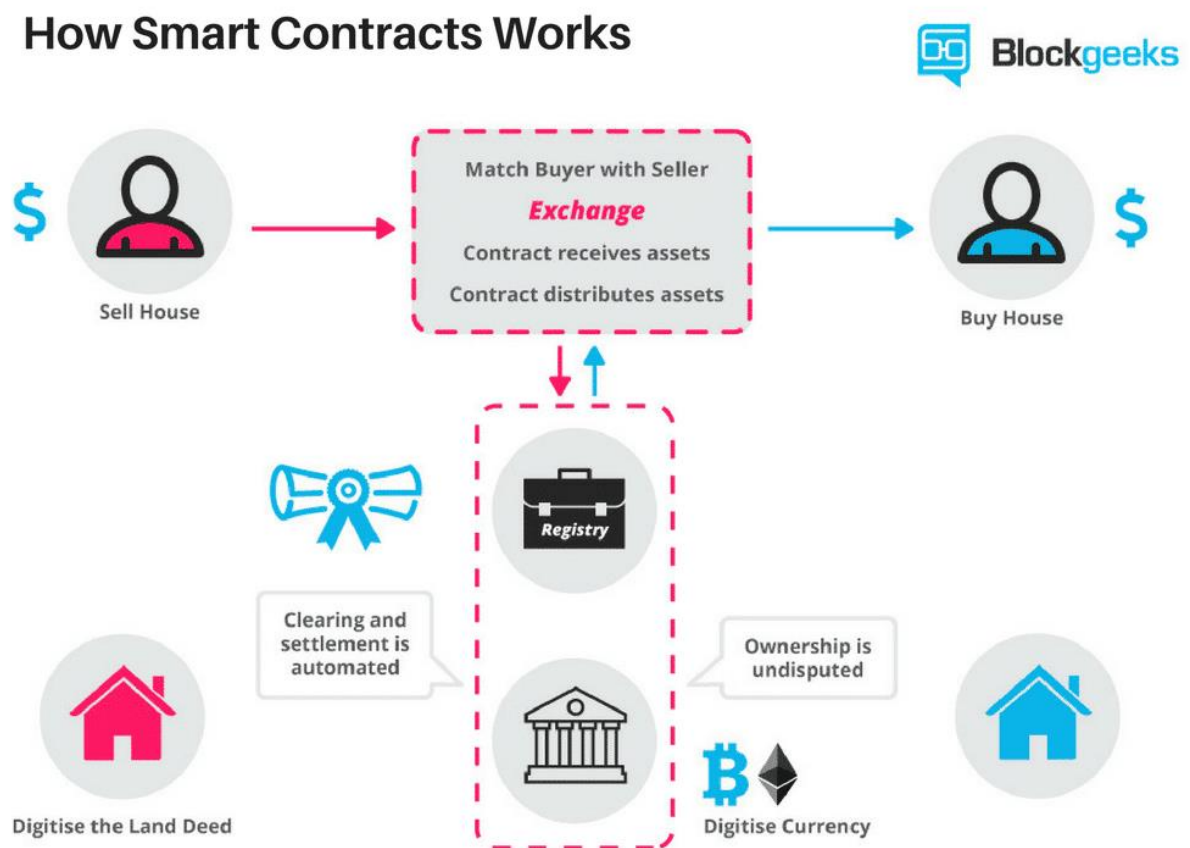 How Smart Contracts Works
Blockgeeks
$
$
Match Buyer with Seller
Exchange
Contract receives assets
Contract distributes assets
Sell House
Buy House
Registry
Clearing and
settlement is
automated
Ownership is
undisputed
Digitise the Land Deed
Digitise Currency